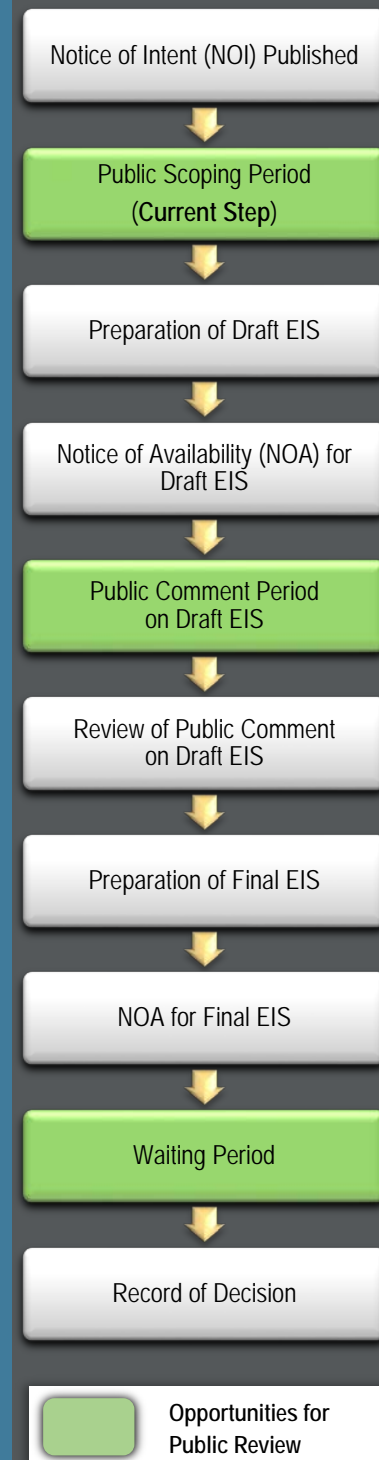 Notice of Intent (NOI) Published
Public Scoping Period
(Current Step)
Preparation of Draft EIS
Notice of Availability (NOA) for
Draft EIS
Public Comment Period
on Draft EIS
Review of Public Comment
on Draft EIS
Preparation of Final EIS
NOA for Final EIS
Waiting Period
Record of Decision
Opportunities for
Public Review